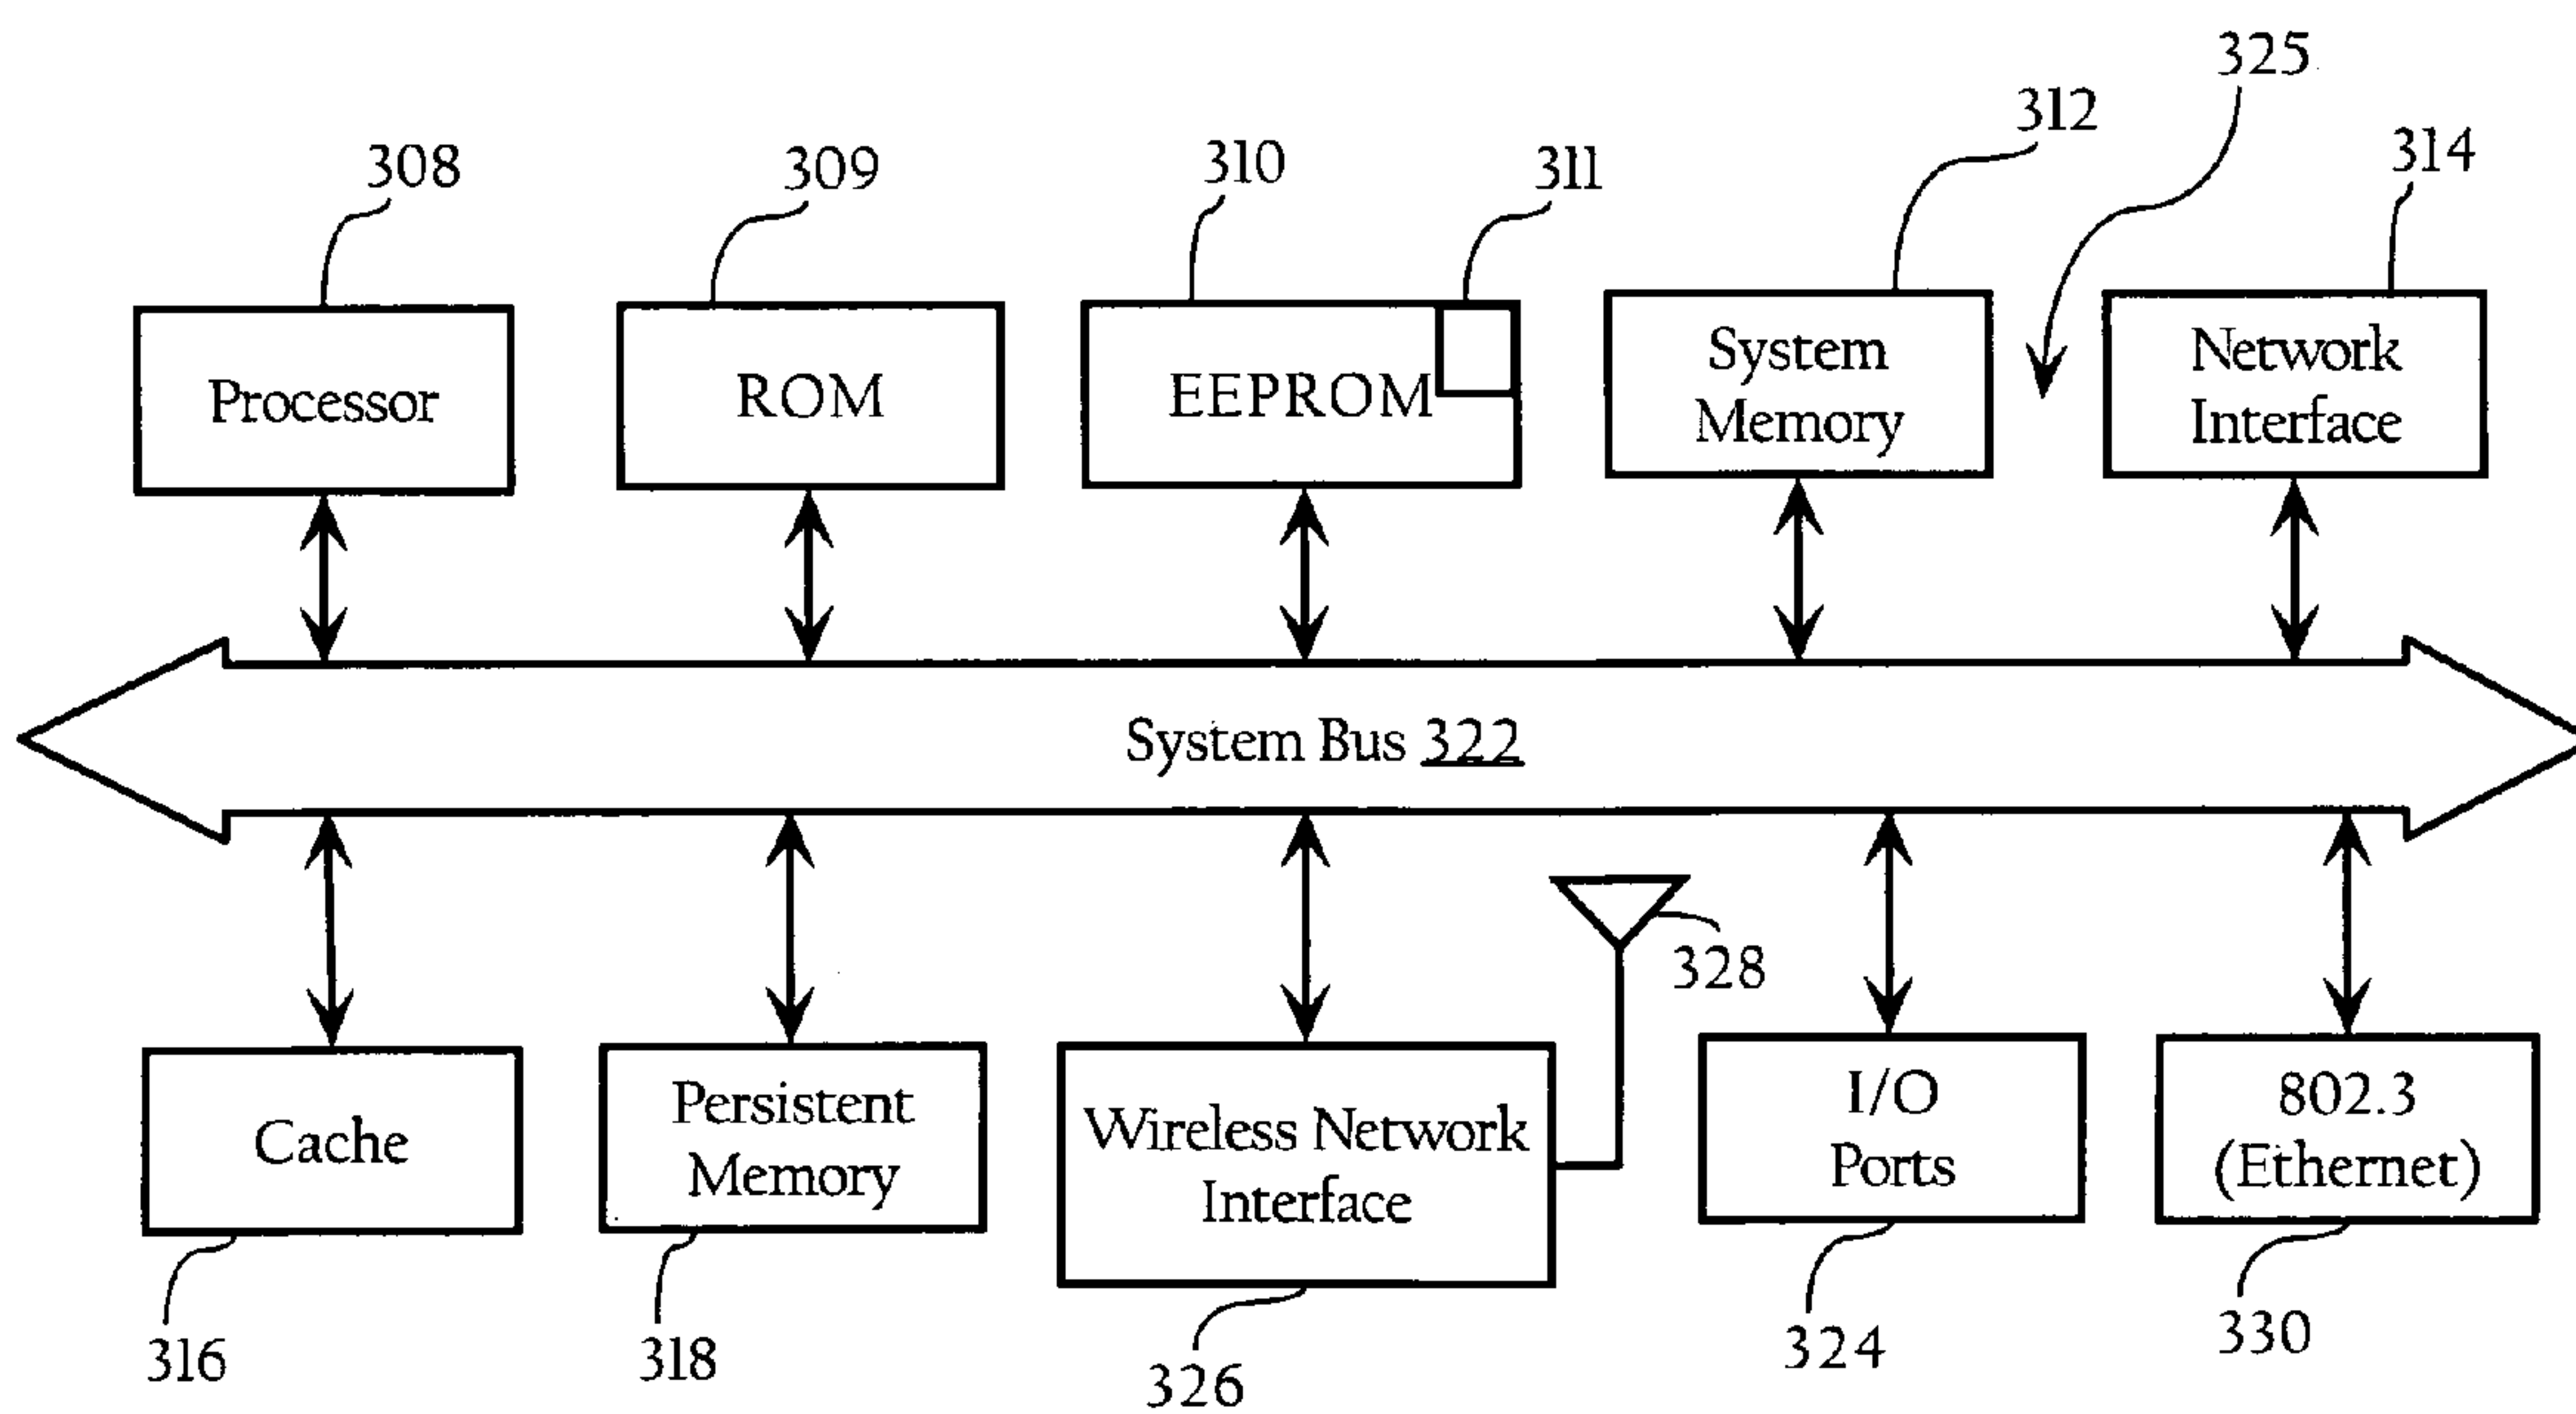 325
312
314
308
309
310
311
Processor
ROM
EEPROM
System
Memory
Network
Interface
System Bus 322
328
Cache
Persistent
Memory
Wireless Network
Interface
I/O
Ports
802.3
(Ethernet)
316
318
326
324
330